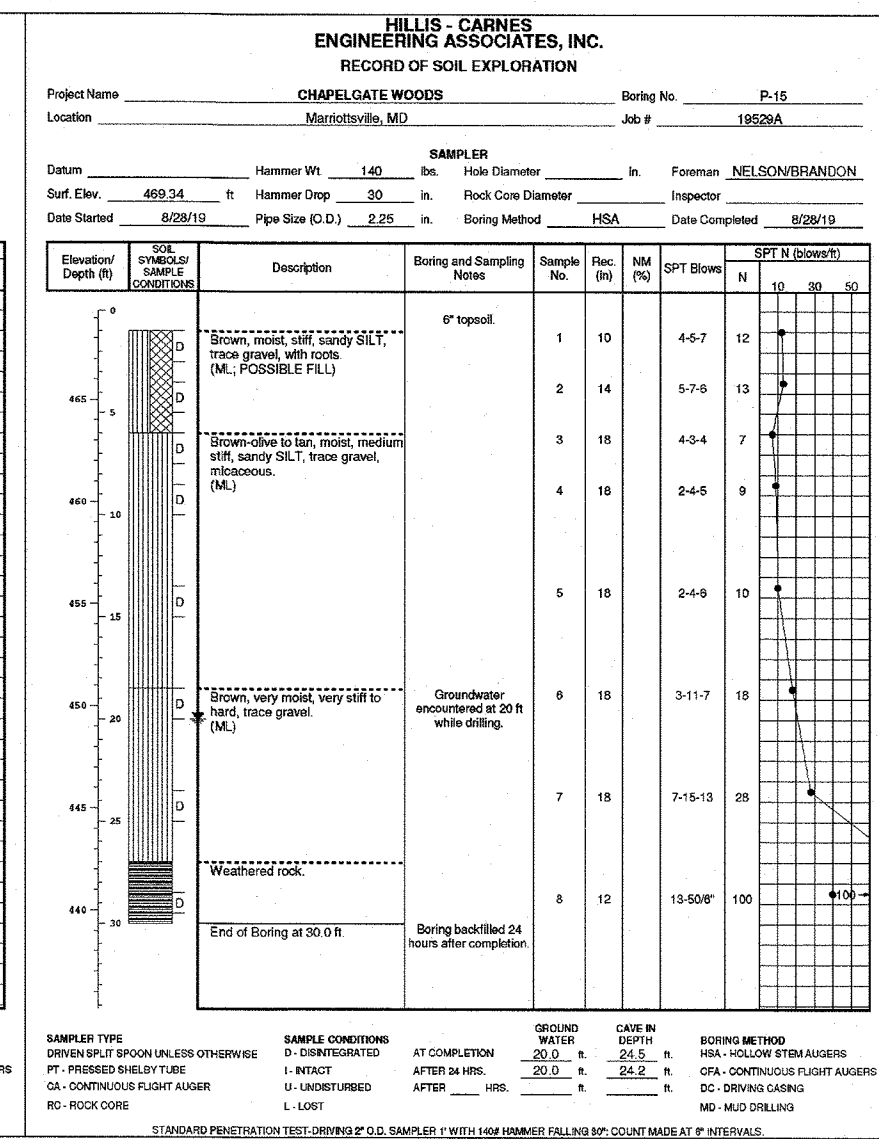 HILLIS - CARNES
ENGINEERING ASSOCIATES, INC.
RECORD OF SOIL EXPLORATION
Project Name CHAPELGATE WOODS Boring No. P-15
Location Marriottsville, MD Job # 19529A
SAMPLER
Datum Hammer Wt. 140 lbs. Hole Diameter in. Foreman NELSON/BRANDON
Surf. Elev. 469.34 ft Hammer Drop 30 in. Rock Core Diameter Inspector
Date Started 8/28/19 Pipe Size (O.D.) 2.25 in. Boring Method HSA Date Completed 8/28/19
Elevation/ Depth (ft)
SOIL SYMBOLS/ SAMPLE CONDITIONS
Description
Boring and Sampling Notes
Sample No.
Rec. (in)
NM (%)
SPT Blows
SPT N (blows/ft)
N
10 30 50
0
6" topsoil.
D Brown, moist, stiff, sandy SILT, 1 10 4-5-7 12
trace gravel, with roots.
(ML; POSSIBLE FILL)
465 D 2 14 5-7-6 13
5
D Brown-olive to tan, moist, medium 3 18 4-3-4 7
stiff, sandy SILT, trace gravel,
micaceous.
(ML)
460 D 4 18 2-4-5 9
10
455 D 5 18 2-4-6 10
15
450 D Brown, very moist, very stiff to Groundwater 6 18 3-11-7 18
20 hard, trace gravel. encountered at 20 ft
(ML) while drilling.
445 D 7 18 7-15-13 28
25
Weathered rock.
440 D 8 12 13-50/6" 100 100
30
End of Boring at 30.0 ft. Boring backfilled 24
hours after completion.
GROUND WATER CAVE IN DEPTH
SAMPLER TYPE SAMPLE CONDITIONS BORING METHOD
DRIVEN SPLIT SPOON UNLESS OTHERWISE D - DISINTEGRATED AT COMPLETION 20.0 ft. 24.5 ft. HSA - HOLLOW STEM AUGERS
RS PT - PRESSED SHELBY TUBE I - INTACT AFTER 24 HRS. 20.0 ft. 24.2 ft. CFA - CONTINUOUS FLIGHT AUGERS
CA - CONTINUOUS FLIGHT AUGER U - UNDISTURBED AFTER HRS. ft. ft. DC - DRIVING CASING
RC - ROCK CORE L - LOST MD - MUD DRILLING
STANDARD PENETRATION TEST-DRIVING 2" O.D. SAMPLER 1' WITH 140# HAMMER FALLING 30": COUNT MADE AT 6" INTERVALS.